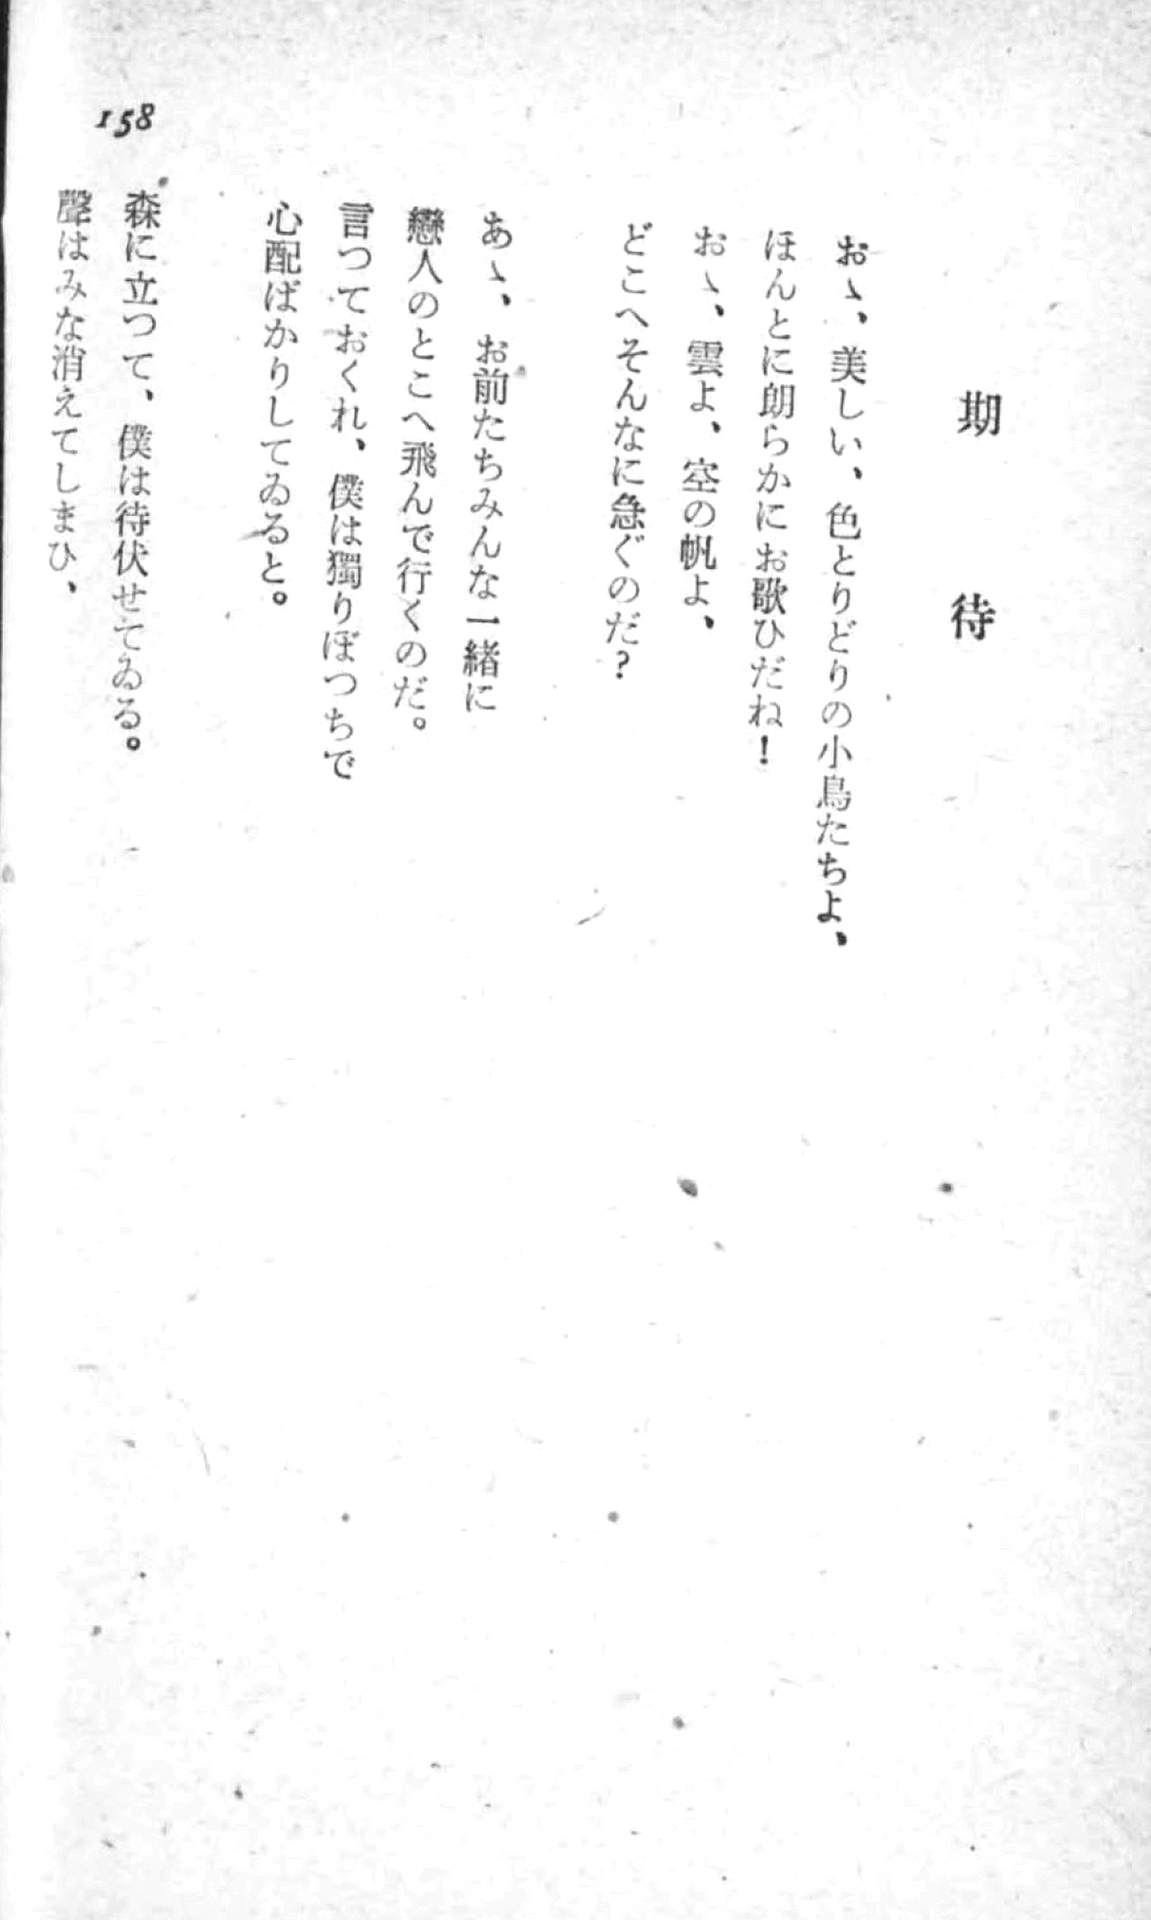 158
期待
おゝ、美しい、色とりどりの小鳥たちよ、
ほんとに朗らかにお歌ひだね！
おゝ、雲よ、空の帆よ、
どこへそんなに急ぐのだ？
あゝ、お前たちみんな一緒に
戀人のとこへ飛んで行くのだ。
言つておくれ、僕は獨りぼつちで
心配ばかりしてゐると。
森に立つて、僕は待伏せてゐる。
聲はみな消えてしまひ、